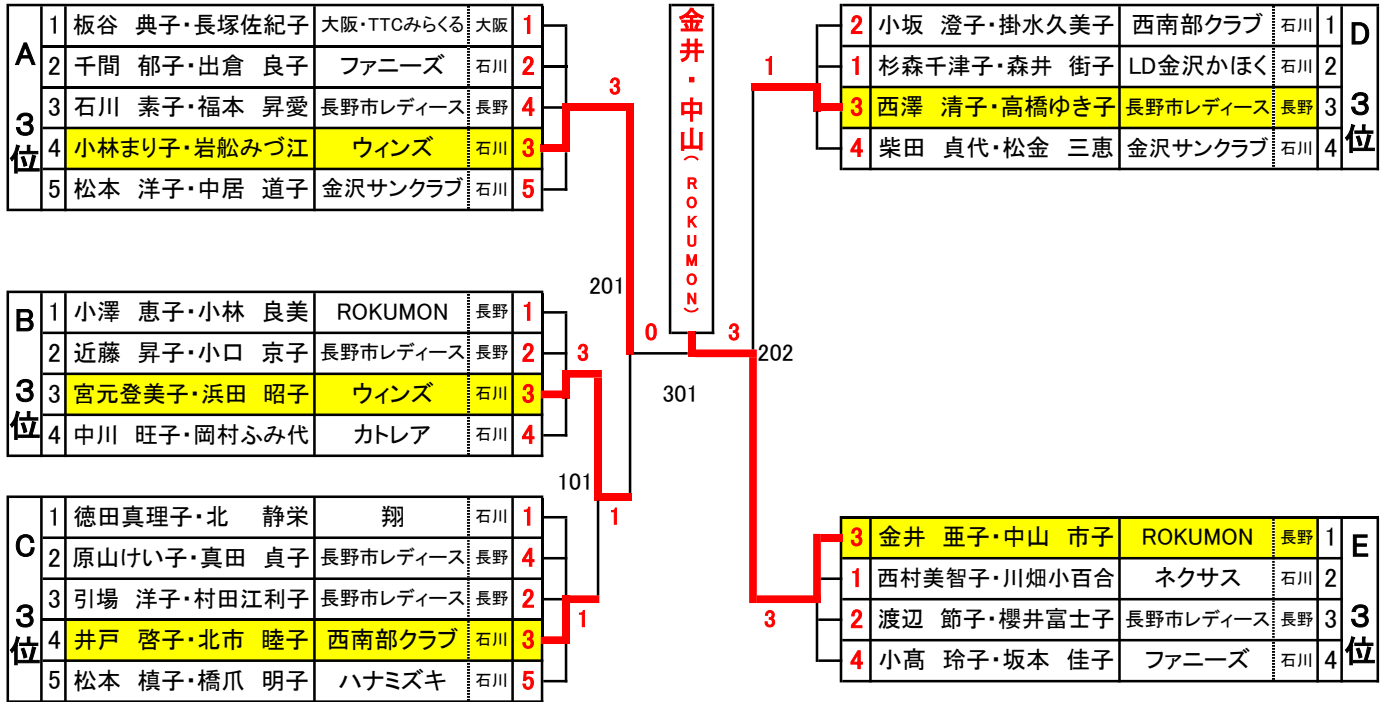 A 3位
1 板谷 典子・長塚佐紀子 大阪・TTCみらくる 大阪 1
2 千間 郁子・出倉 良子 ファニーズ 石川 2
3 石川 素子・福本 昇愛 長野市レディース 長野 4
4 小林まり子・岩舩みづ江 ウィンズ 石川 3
5 松本 洋子・中居 道子 金沢サンクラブ 石川 5
B 3位
1 小澤 恵子・小林 良美 ROKUMON 長野 1
2 近藤 昇子・小口 京子 長野市レディース 長野 2
3 宮元登美子・浜田 昭子 ウィンズ 石川 3
4 中川 旺子・岡村ふみ代 カトレア 石川 4
C 3位
1 徳田真理子・北 静栄 翔 石川 1
2 原山けい子・真田 貞子 長野市レディース 長野 4
3 引場 洋子・村田江利子 長野市レディース 長野 2
4 井戸 啓子・北市 睦子 西南部クラブ 石川 3
5 松本 槙子・橋爪 明子 ハナミズキ 石川 5
3
201
3
101
1
1
0
金井・中山(ROKUMON)
3
301
202
1
3
D 3位
2 小坂 澄子・掛水久美子 西南部クラブ 石川 1
1 杉森千津子・森井 街子 LD金沢かほく 石川 2
3 西澤 清子・高橋ゆき子 長野市レディース 長野 3
4 柴田 貞代・松金 三恵 金沢サンクラブ 石川 4
E 3位
3 金井 亜子・中山 市子 ROKUMON 長野 1
1 西村美智子・川畑小百合 ネクサス 石川 2
2 渡辺 節子・櫻井富士子 長野市レディース 長野 3
4 小髙 玲子・坂本 佳子 ファニーズ 石川 4